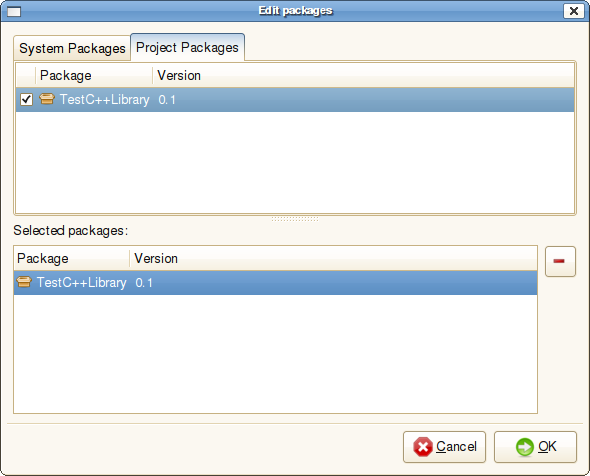 Edit packages
System Packages Project Packages
Package Version
TestC++Library 0.1
Selected packages:
Package Version
TestC++Library 0.1
Cancel OK